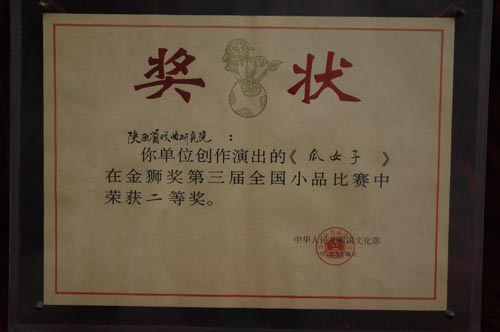 奖状
陕西省戏曲研究院：
你单位创作演出的《瓜女子》
在金狮奖第三届全国小品比赛中
荣获二等奖。
中华人民共和国文化部